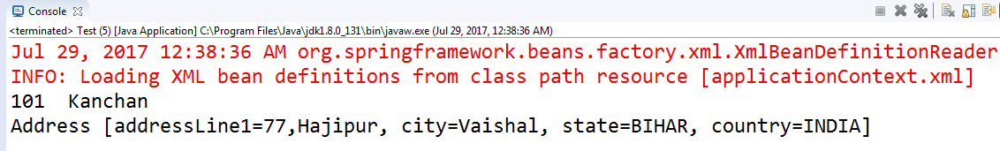 Console
<terminated> Test (5) [Java Application] C:\Program Files\Java\jdk1.8.0_131\bin\javaw.exe (Jul 29, 2017, 12:38:36 AM)
Jul 29, 2017 12:38:36 AM org.springframework.beans.factory.xml.XmlBeanDefinitionReader
INFO: Loading XML bean definitions from class path resource [applicationContext.xml]
101  Kanchan
Address [addressLine1=77,Hajipur, city=Vaishal, state=BIHAR, country=INDIA]